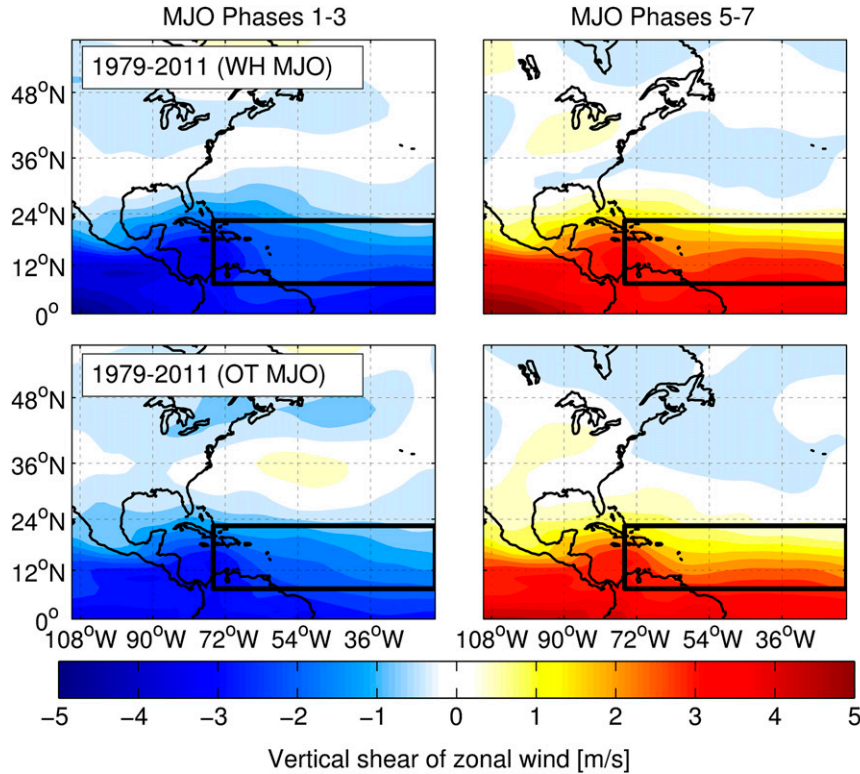 MJO Phases 1-3 MJO Phases 5-7
1979-2011 (WH MJO)
48°N
36°N
24°N
12°N
0°
1979-2011 (OT MJO)
48°N
36°N
24°N
12°N
0°
108°W 90°W 72°W 54°W 36°W 108°W 90°W 72°W 54°W 36°W
−5 −4 −3 −2 −1 0 1 2 3 4 5
Vertical shear of zonal wind [m/s]